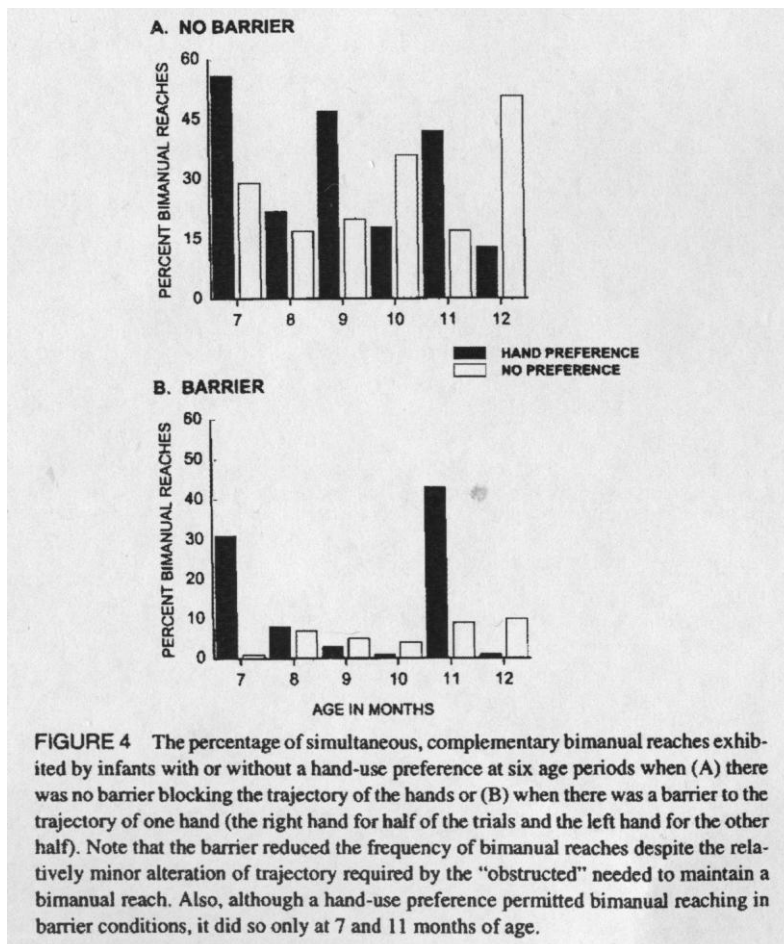 A. NO BARRIER
PERCENT BIMANUAL REACHES
60
45
30
15
0
7 8 9 10 11 12
HAND PREFERENCE
NO PREFERENCE
B. BARRIER
PERCENT BIMANUAL REACHES
60
50
40
30
20
10
0
7 8 9 10 11 12
AGE IN MONTHS
FIGURE 4 The percentage of simultaneous, complementary bimanual reaches exhib-
ited by infants with or without a hand-use preference at six age periods when (A) there
was no barrier blocking the trajectory of the hands or (B) when there was a barrier to the
trajectory of one hand (the right hand for half of the trials and the left hand for the other
half). Note that the barrier reduced the frequency of bimanual reaches despite the rela-
tively minor alteration of trajectory required by the “obstructed” needed to maintain a
bimanual reach. Also, although a hand-use preference permitted bimanual reaching in
barrier conditions, it did so only at 7 and 11 months of age.